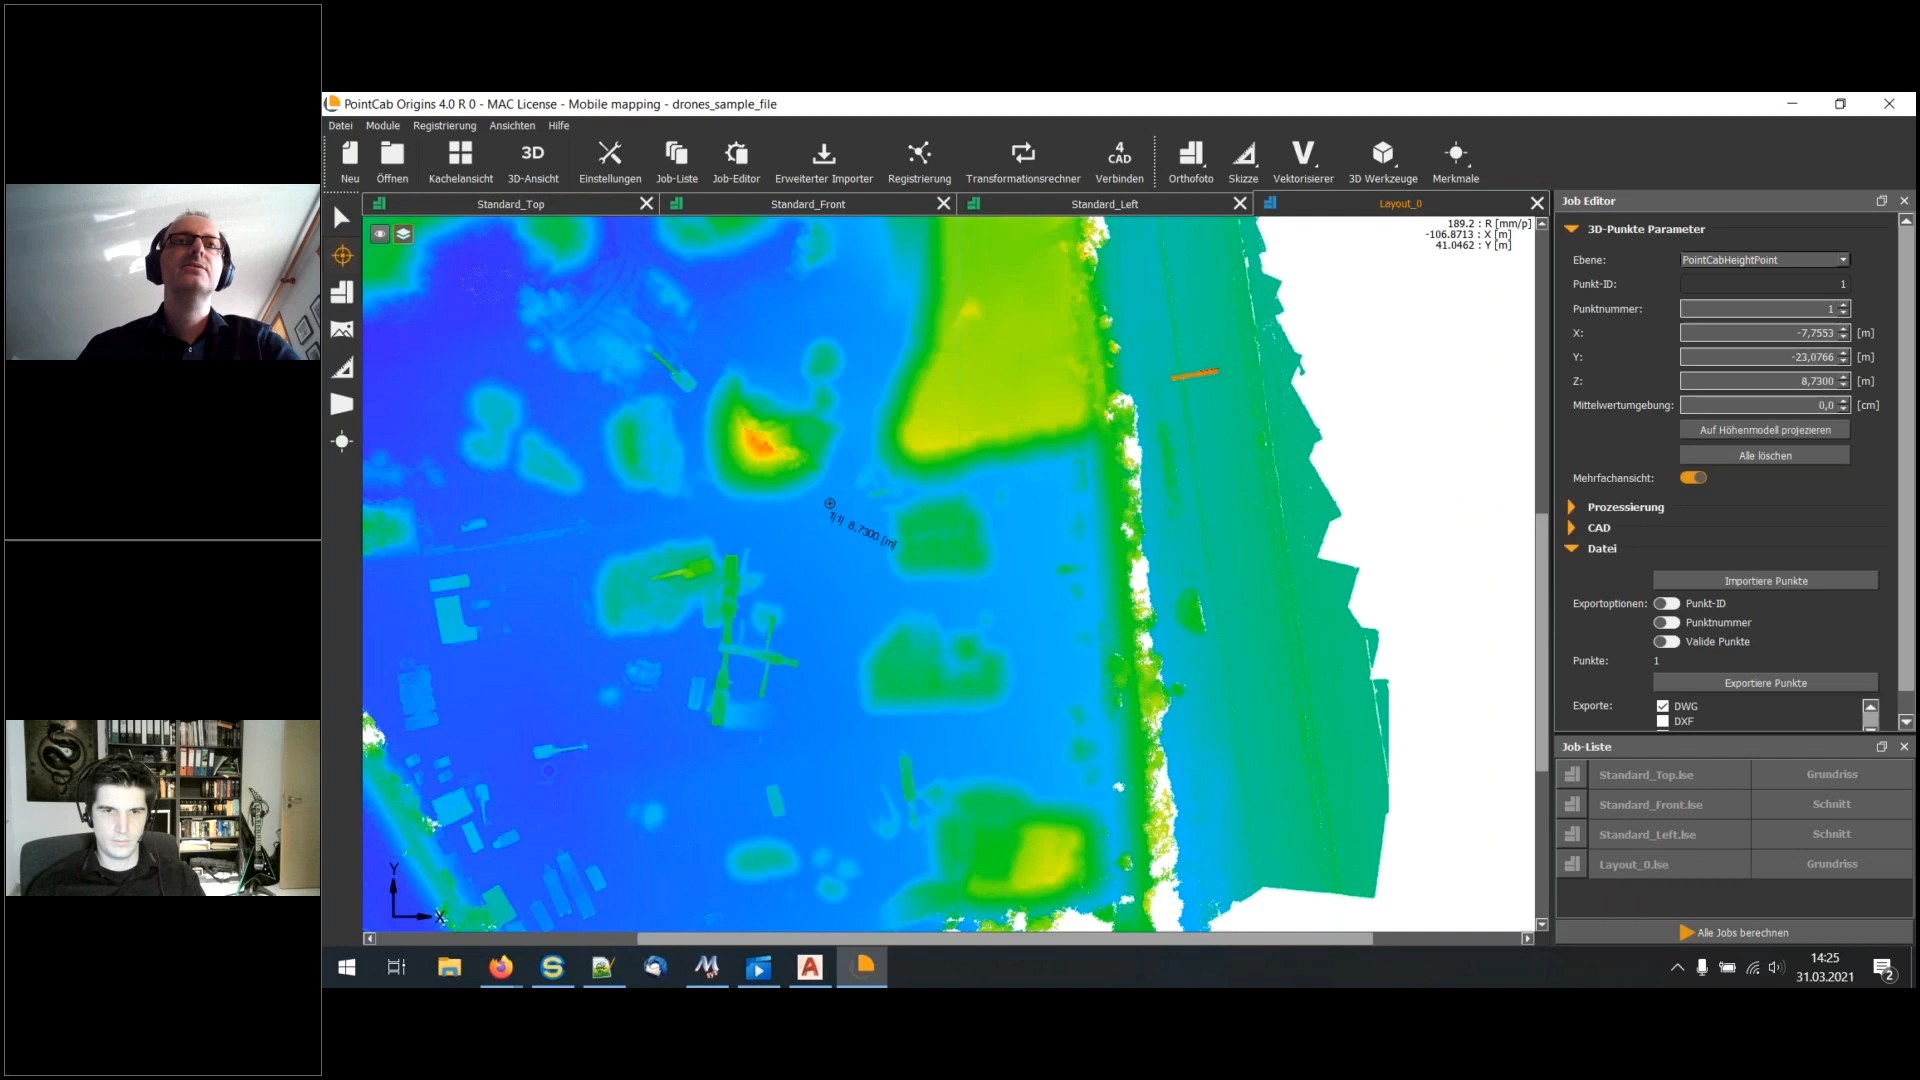 PointCab Origins 4.0 R 0 - MAC License - Mobile mapping - drones_sample_file
Datei Module Registrierung Ansichten Hilfe
3D
4 CAD
Neu Öffnen Kachelansicht 3D-Ansicht Einstellungen Job-Liste Job-Editor Erweiterter Importer Registrierung Transformationsrechner Verbinden Orthofoto Skizze Vektorisierer 3D Werkzeuge Merkmale
Standard_Top Standard_Front Standard_Left Layout_0
189.2 : R [mm/p]
-106.8713 : X [m]
41.0462 : Y [m]
1|1| 8,7300 [m]
Y
X
Job Editor
3D-Punkte Parameter
Ebene: PointCabHeightPoint
Punkt-ID: 1
Punktnummer: 1
X: -7,7553 [m]
Y: -23,0766 [m]
Z: 8,7300 [m]
Mittelwertumgebung: 0,0 [cm]
Auf Höhenmodell projezieren
Alle löschen
Mehrfachansicht:
Prozessierung
CAD
Datei
Importiere Punkte
Exportoptionen: Punkt-ID
Punktnummer
Valide Punkte
Punkte: 1
Exportiere Punkte
Exporte: DWG
DXF
Job-Liste
Standard_Top.lse Grundriss
Standard_Front.lse Schnitt
Standard_Left.lse Schnitt
Layout_0.lse Grundriss
Alle Jobs berechnen
14:25
31.03.2021
2